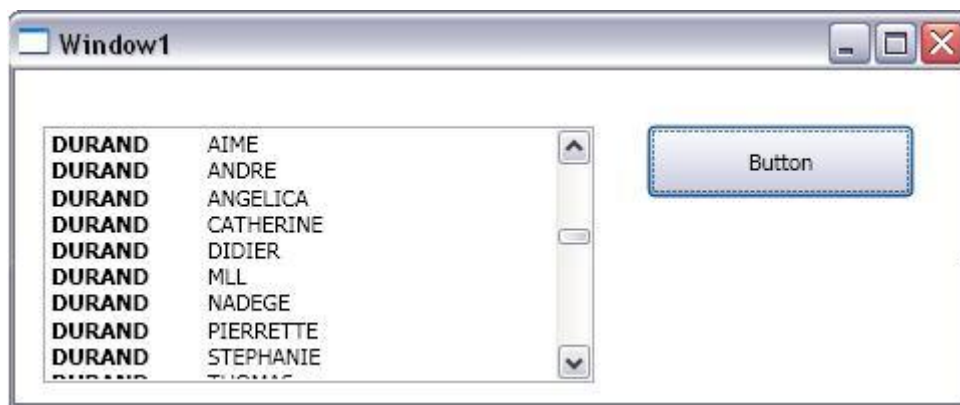 Window1
DURAND AIME
DURAND ANDRE
DURAND ANGELICA
DURAND CATHERINE
DURAND DIDIER
DURAND MLL
DURAND NADEGE
DURAND PIERRETTE
DURAND STEPHANIE
Button